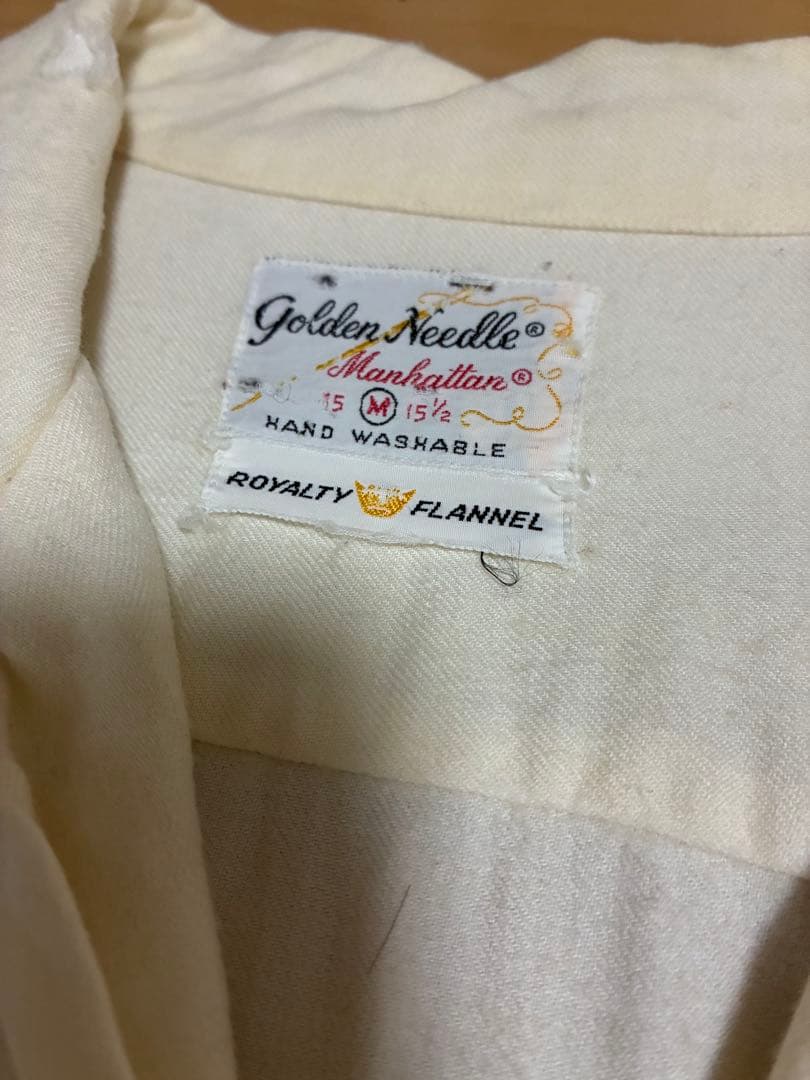 Golden Needle®
Manhattan®
15 M 15½
HAND WASHABLE
ROYALTY FLANNEL